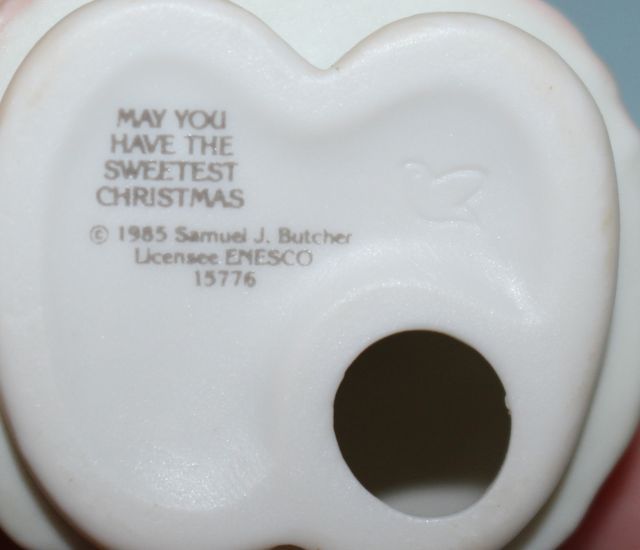 MAY YOU
HAVE THE
SWEETEST
CHRISTMAS
© 1985 Samuel J. Butcher
Licensee ENESCO
15776